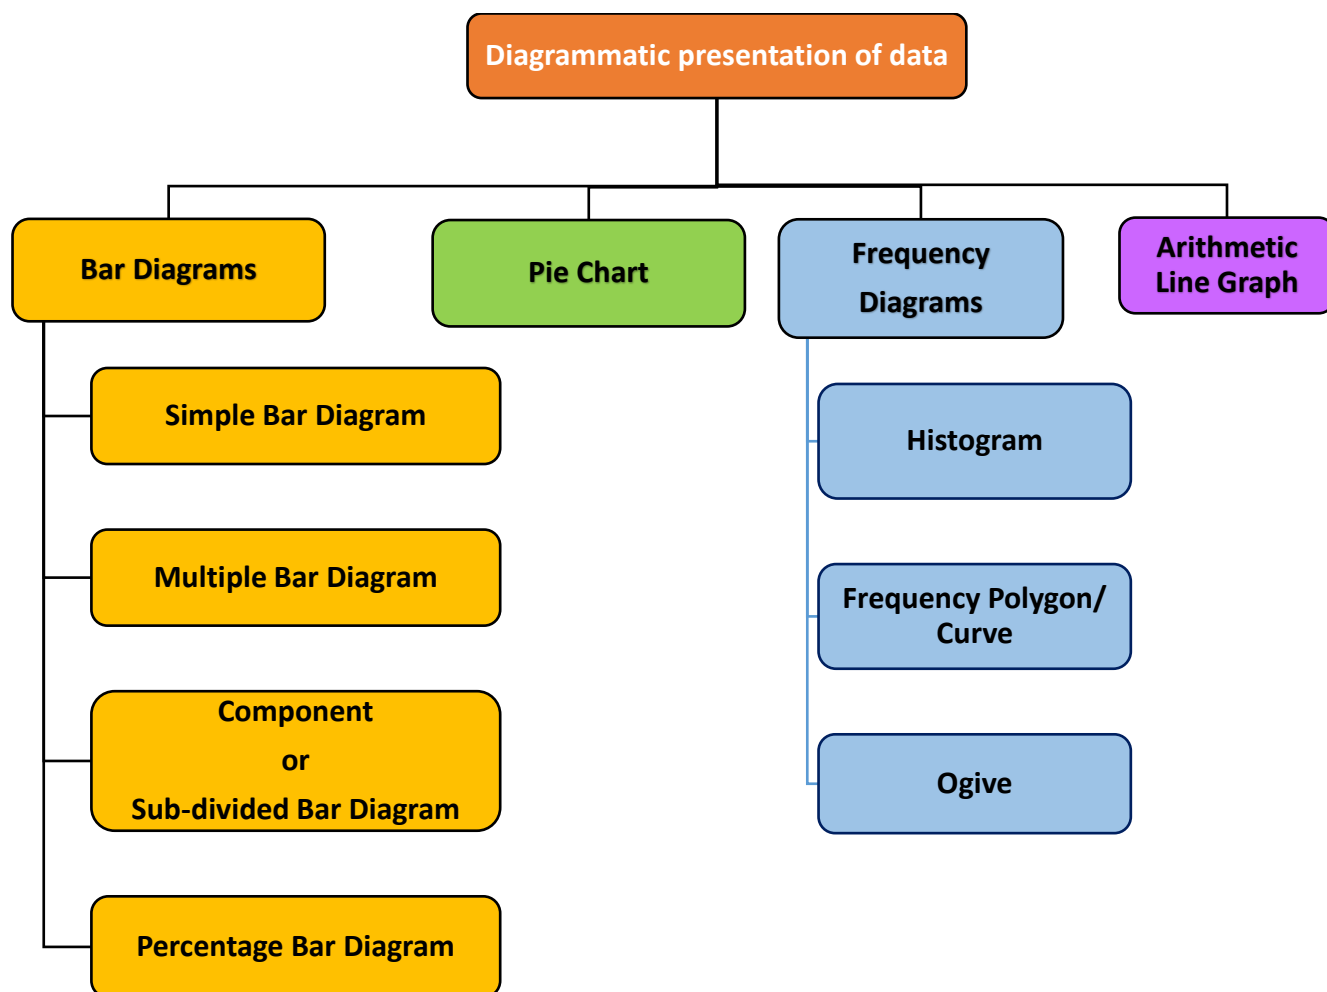 Diagrammatic presentation of data
Bar Diagrams
Pie Chart
Frequency
Diagrams
Arithmetic
Line Graph
Simple Bar Diagram
Multiple Bar Diagram
Component
or
Sub-divided Bar Diagram
Percentage Bar Diagram
Histogram
Frequency Polygon/
Curve
Ogive